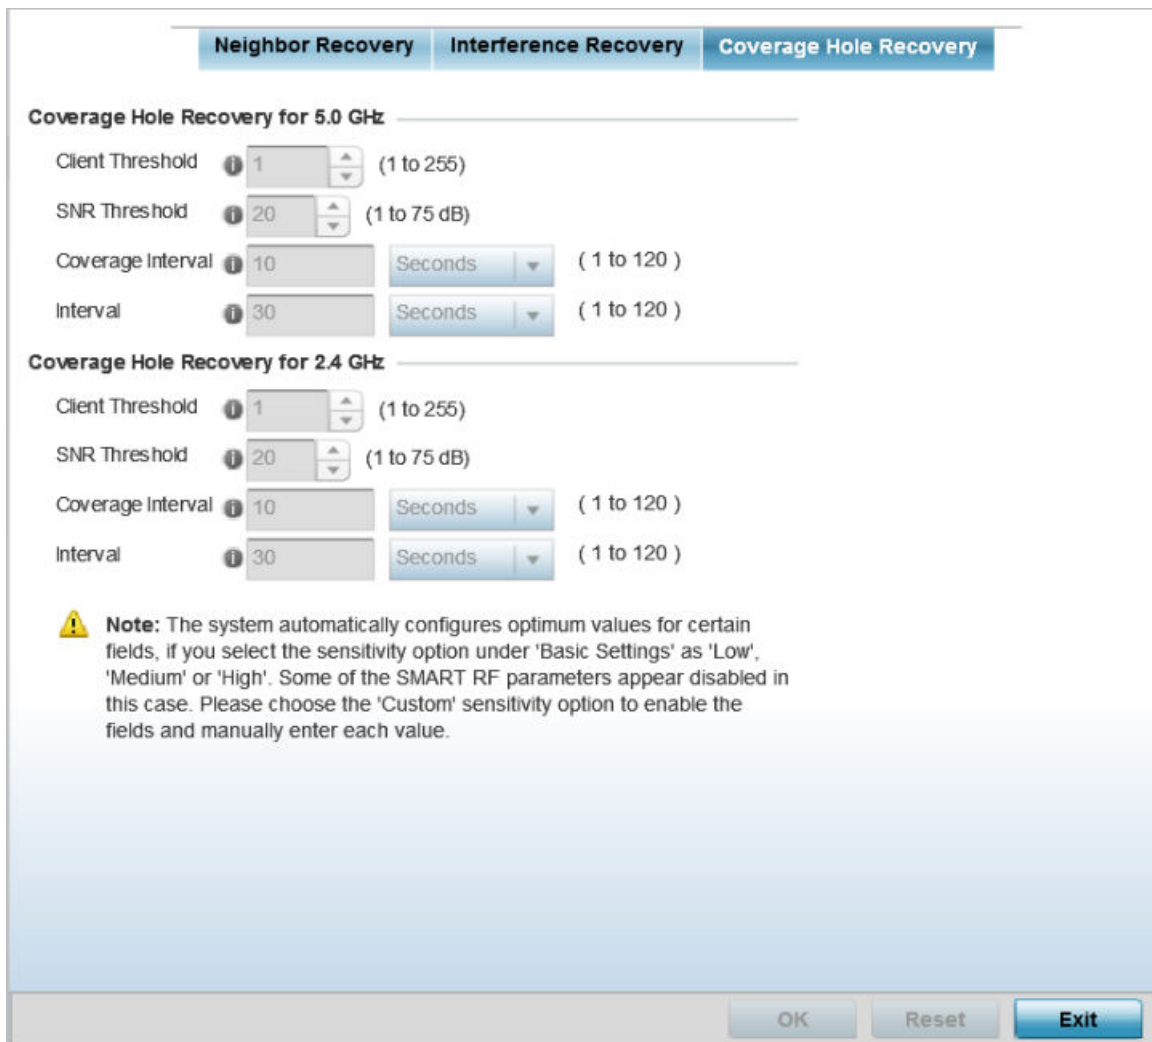 Neighbor Recovery Interference Recovery Coverage Hole Recovery
Coverage Hole Recovery for 5.0 GHz
Client Threshold 1 (1 to 255)
SNR Threshold 20 (1 to 75 dB)
Coverage Interval 10 Seconds ( 1 to 120 )
Interval 30 Seconds ( 1 to 120 )
Coverage Hole Recovery for 2.4 GHz
Client Threshold 1 (1 to 255)
SNR Threshold 20 (1 to 75 dB)
Coverage Interval 10 Seconds ( 1 to 120 )
Interval 30 Seconds ( 1 to 120 )
Note: The system automatically configures optimum values for certain
fields, if you select the sensitivity option under 'Basic Settings' as 'Low',
'Medium' or 'High'. Some of the SMART RF parameters appear disabled in
this case. Please choose the 'Custom' sensitivity option to enable the
fields and manually enter each value.
OK Reset Exit